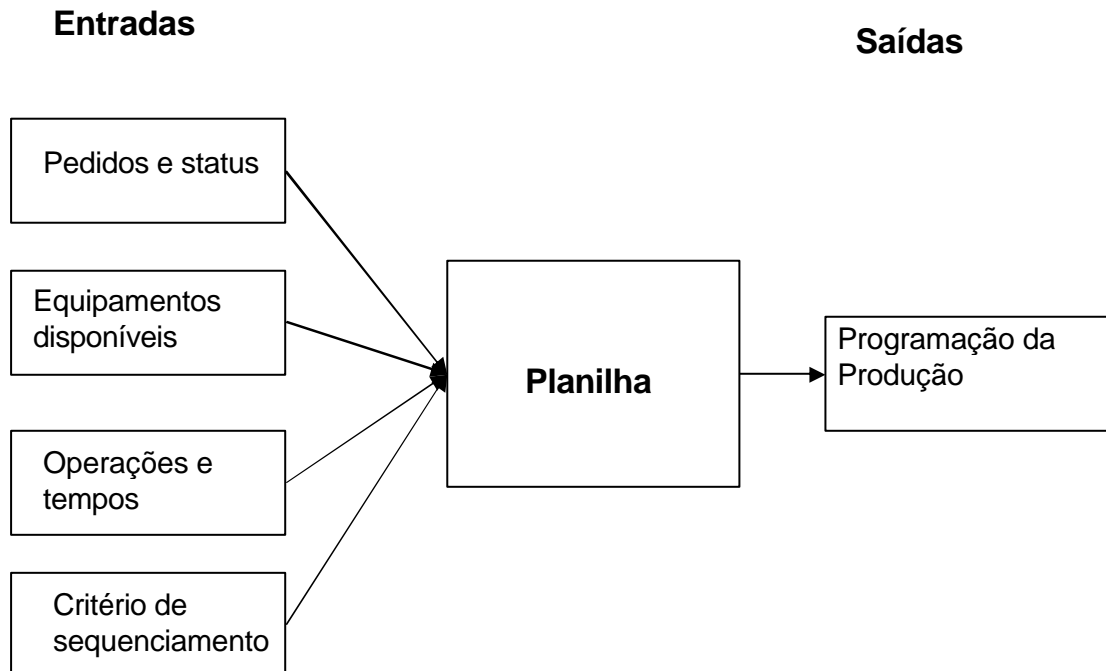 Entradas
Saídas
Pedidos e status
Equipamentos
disponíveis
Operações e
tempos
Critério de
sequenciamento
Planilha
Programação da
Produção